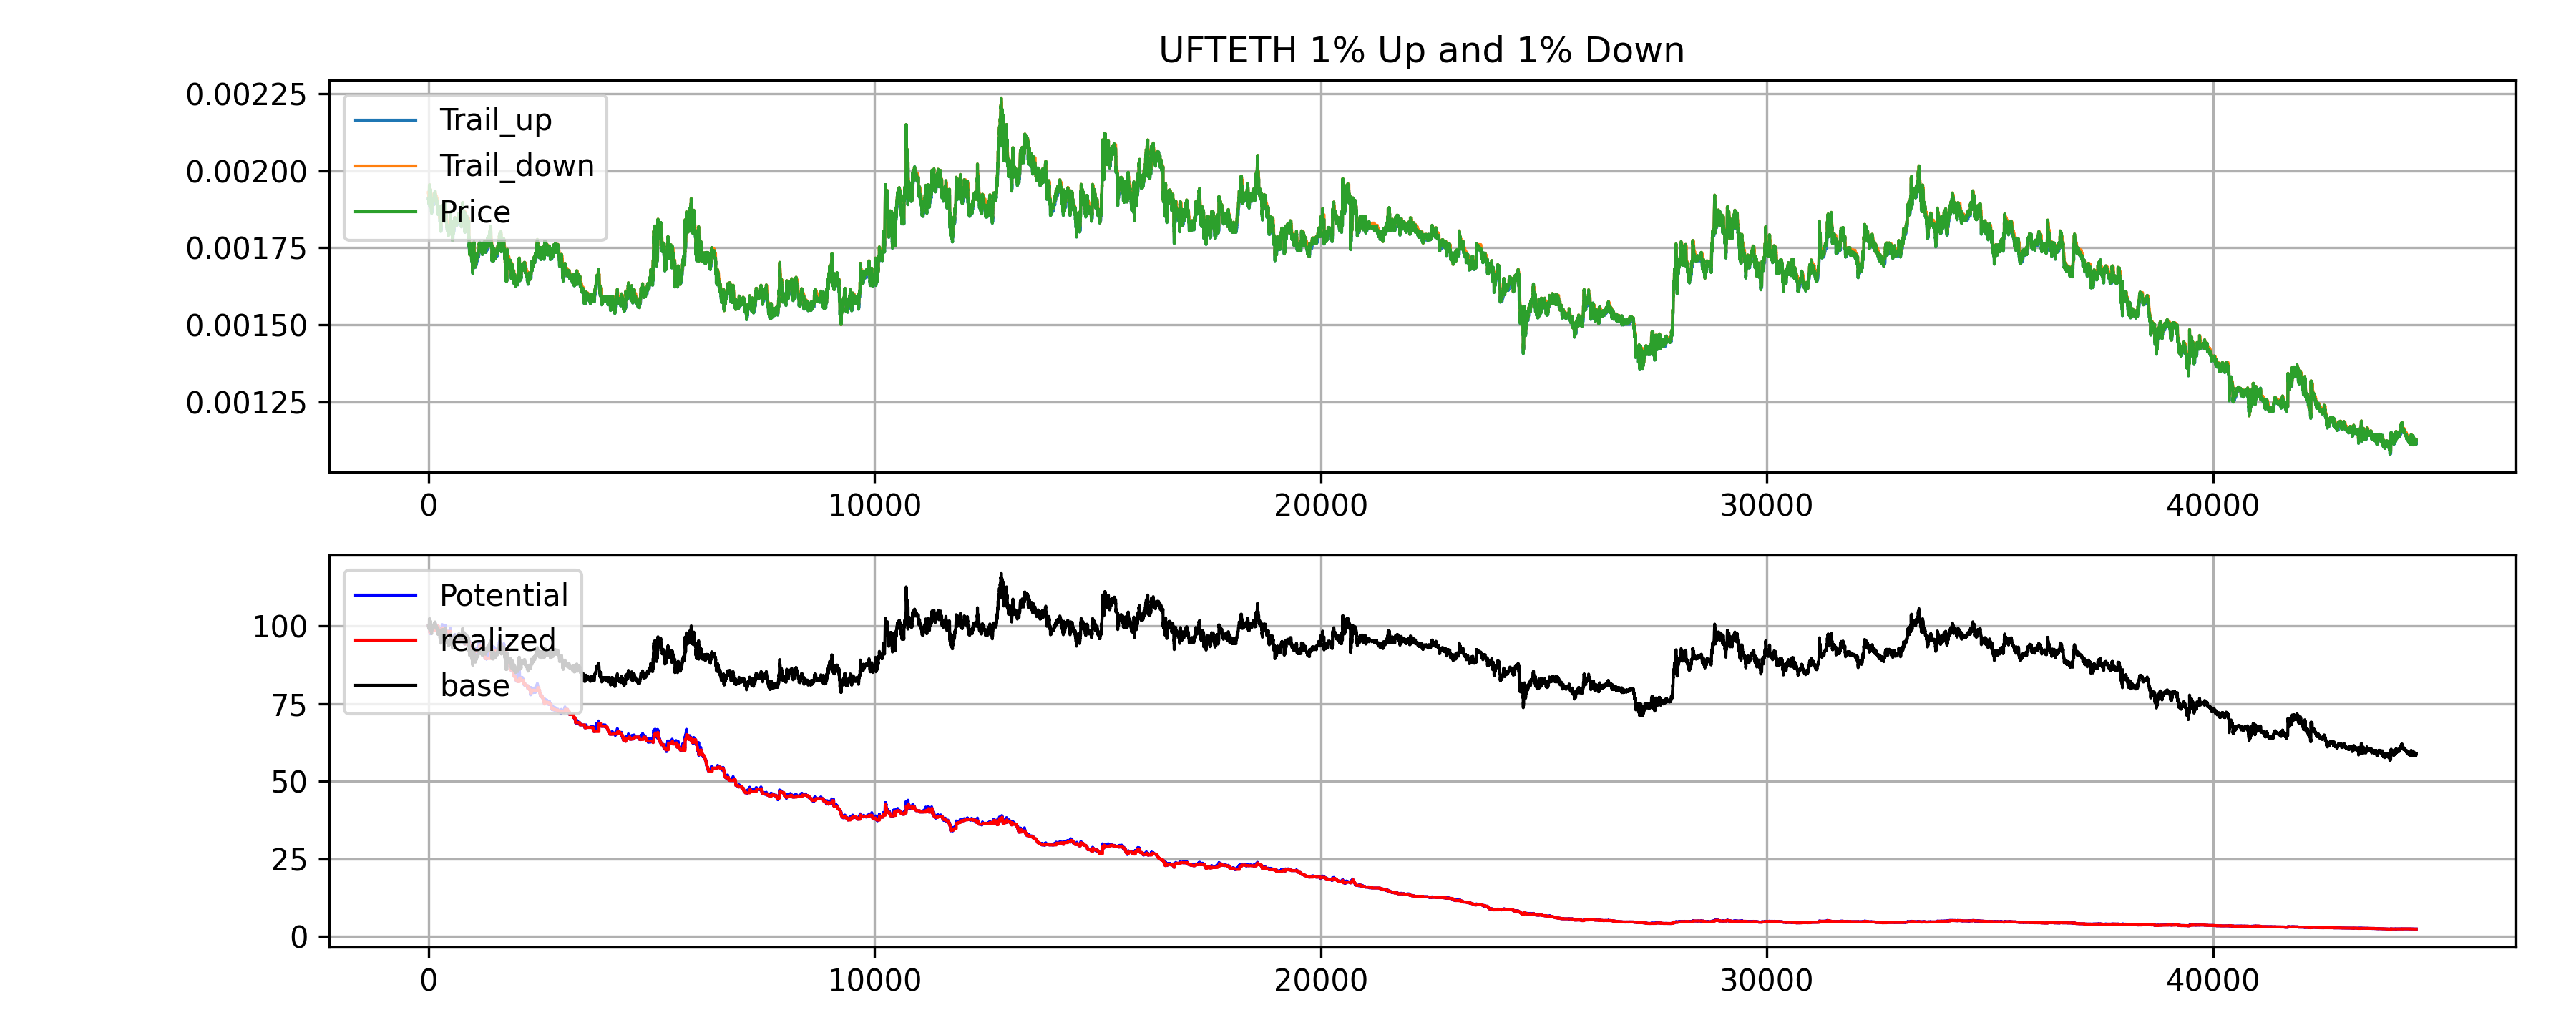 UFTETH 1% Up and 1% Down
0.00225
0.00200
0.00175
0.00150
0.00125
Trail_up
Trail_down
Price
0 10000 20000 30000 40000
100
75
50
25
0
Potential
realized
base
0 10000 20000 30000 40000